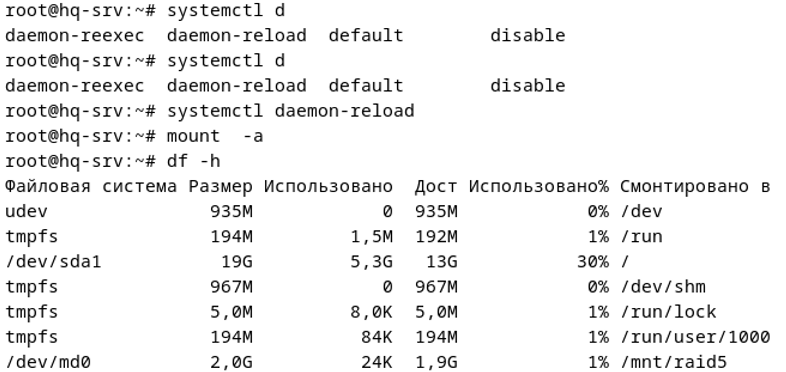 root@hq-srv:~# systemctl d
daemon-reexec  daemon-reload  default        disable
root@hq-srv:~# systemctl d
daemon-reexec  daemon-reload  default        disable
root@hq-srv:~# systemctl daemon-reload
root@hq-srv:~# mount  -a
root@hq-srv:~# df -h
Файловая система Размер Использовано  Дост Использовано% Смонтировано в
udev               935M            0  935M            0% /dev
tmpfs              194M         1,5M  192M            1% /run
/dev/sda1           19G         5,3G   13G           30% /
tmpfs              967M            0  967M            0% /dev/shm
tmpfs              5,0M         8,0K  5,0M            1% /run/lock
tmpfs              194M          84K  194M            1% /run/user/1000
/dev/md0           2,0G          24K  1,9G            1% /mnt/raid5